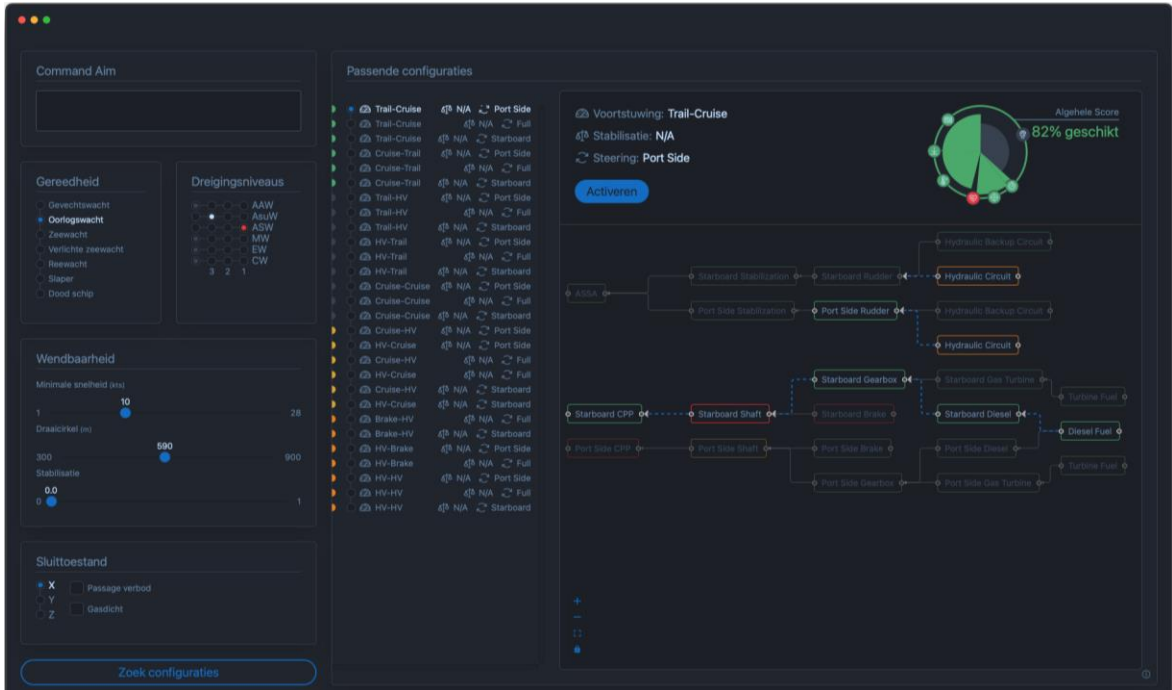 Command Aim
Gereedheid
Gevechtswacht
Oorlogswacht
Zeewacht
Verlichte zeewacht
Reewacht
Slaper
Dood schip
Dreigingsniveaus
AAW
AsuW
ASW
MW
EW
CW
3 2 1
Wendbaarheid
Minimale snelheid (kts)
10
1 28
Draaicirkel (m)
590
300 900
Stabilisatie
0.0
0 1
Sluittoestand
X
Y
Z
Passage verbod
Gasdicht
Zoek configuraties
Passende configuraties
Trail-Cruise N/A Port Side
Trail-Cruise N/A Full
Trail-Cruise N/A Starboard
Cruise-Trail N/A Port Side
Cruise-Trail N/A Full
Cruise-Trail N/A Starboard
Trail-HV N/A Port Side
Trail-HV N/A Full
Trail-HV N/A Starboard
HV-Trail N/A Port Side
HV-Trail N/A Full
HV-Trail N/A Starboard
Cruise-Cruise N/A Port Side
Cruise-Cruise N/A Full
Cruise-Cruise N/A Starboard
Cruise-HV N/A Port Side
HV-Cruise N/A Port Side
Cruise-HV N/A Full
HV-Cruise N/A Full
Cruise-HV N/A Starboard
HV-Cruise N/A Starboard
Brake-HV N/A Full
Brake-HV N/A Starboard
HV-Brake N/A Port Side
HV-Brake N/A Full
HV-HV N/A Port Side
HV-HV N/A Full
HV-HV N/A Starboard
Voortstuwing: Trail-Cruise
Stabilisatie: N/A
Steering: Port Side
Activeren
Algehele Score
82% geschikt
Hydraulic Backup Circuit
Starboard Stabilization Starboard Rudder Hydraulic Circuit
ASSA
Port Side Stabilization Port Side Rudder Hydraulic Backup Circuit
Hydraulic Circuit
Starboard Gearbox Starboard Gas Turbine
Turbine Fuel
Starboard CPP Starboard Shaft Starboard Brake Starboard Diesel
Diesel Fuel
Port Side CPP Port Side Shaft Port Side Brake Port Side Diesel
Turbine Fuel
Port Side Gearbox Port Side Gas Turbine